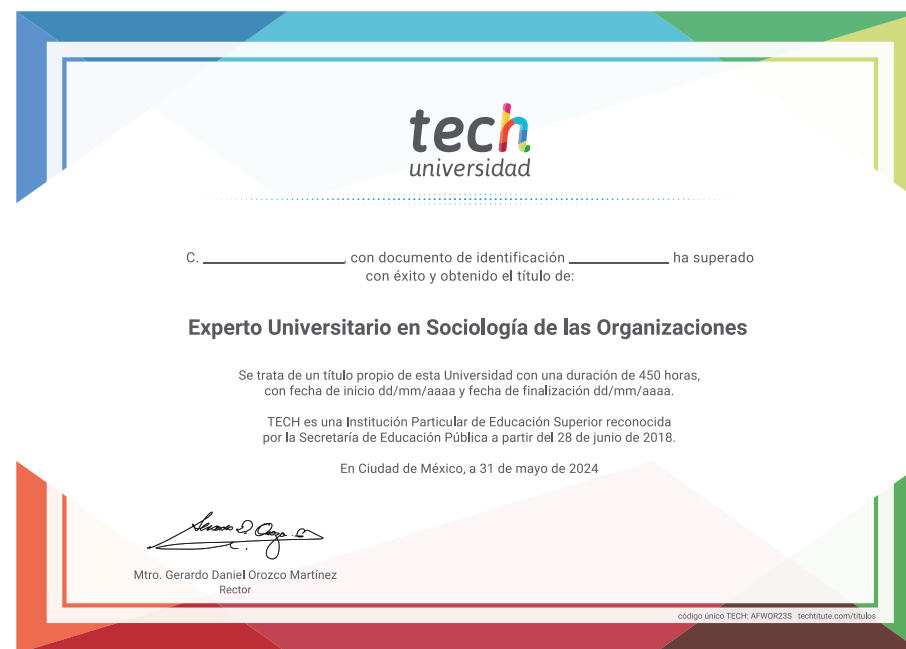 tech
universidad
C. ____________, con documento de identificación ____________ ha superado
con éxito y obtenido el título de:
Experto Universitario en Sociología de las Organizaciones
Se trata de un título propio de esta Universidad con una duración de 450 horas,
con fecha de inicio dd/mm/aaaa y fecha de finalización dd/mm/aaaa.
TECH es una Institución Particular de Educación Superior reconocida
por la Secretaría de Educación Pública a partir del 28 de junio de 2018.
En Ciudad de México, a 31 de mayo de 2024
Mtro. Gerardo Daniel Orozco Martínez
Rector
código único TECH: AFWOR23S techtitute.com/titulos